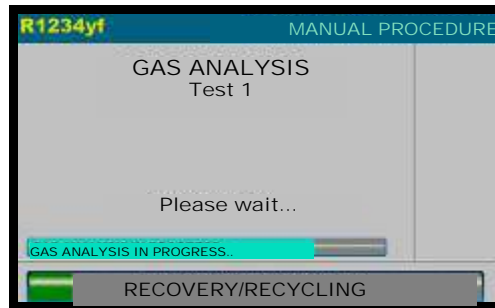 R1234yf MANUAL PROCEDURE
GAS ANALYSIS
Test 1
Please wait...
GAS ANALYSIS IN PROGRESS..
RECOVERY/RECYCLING